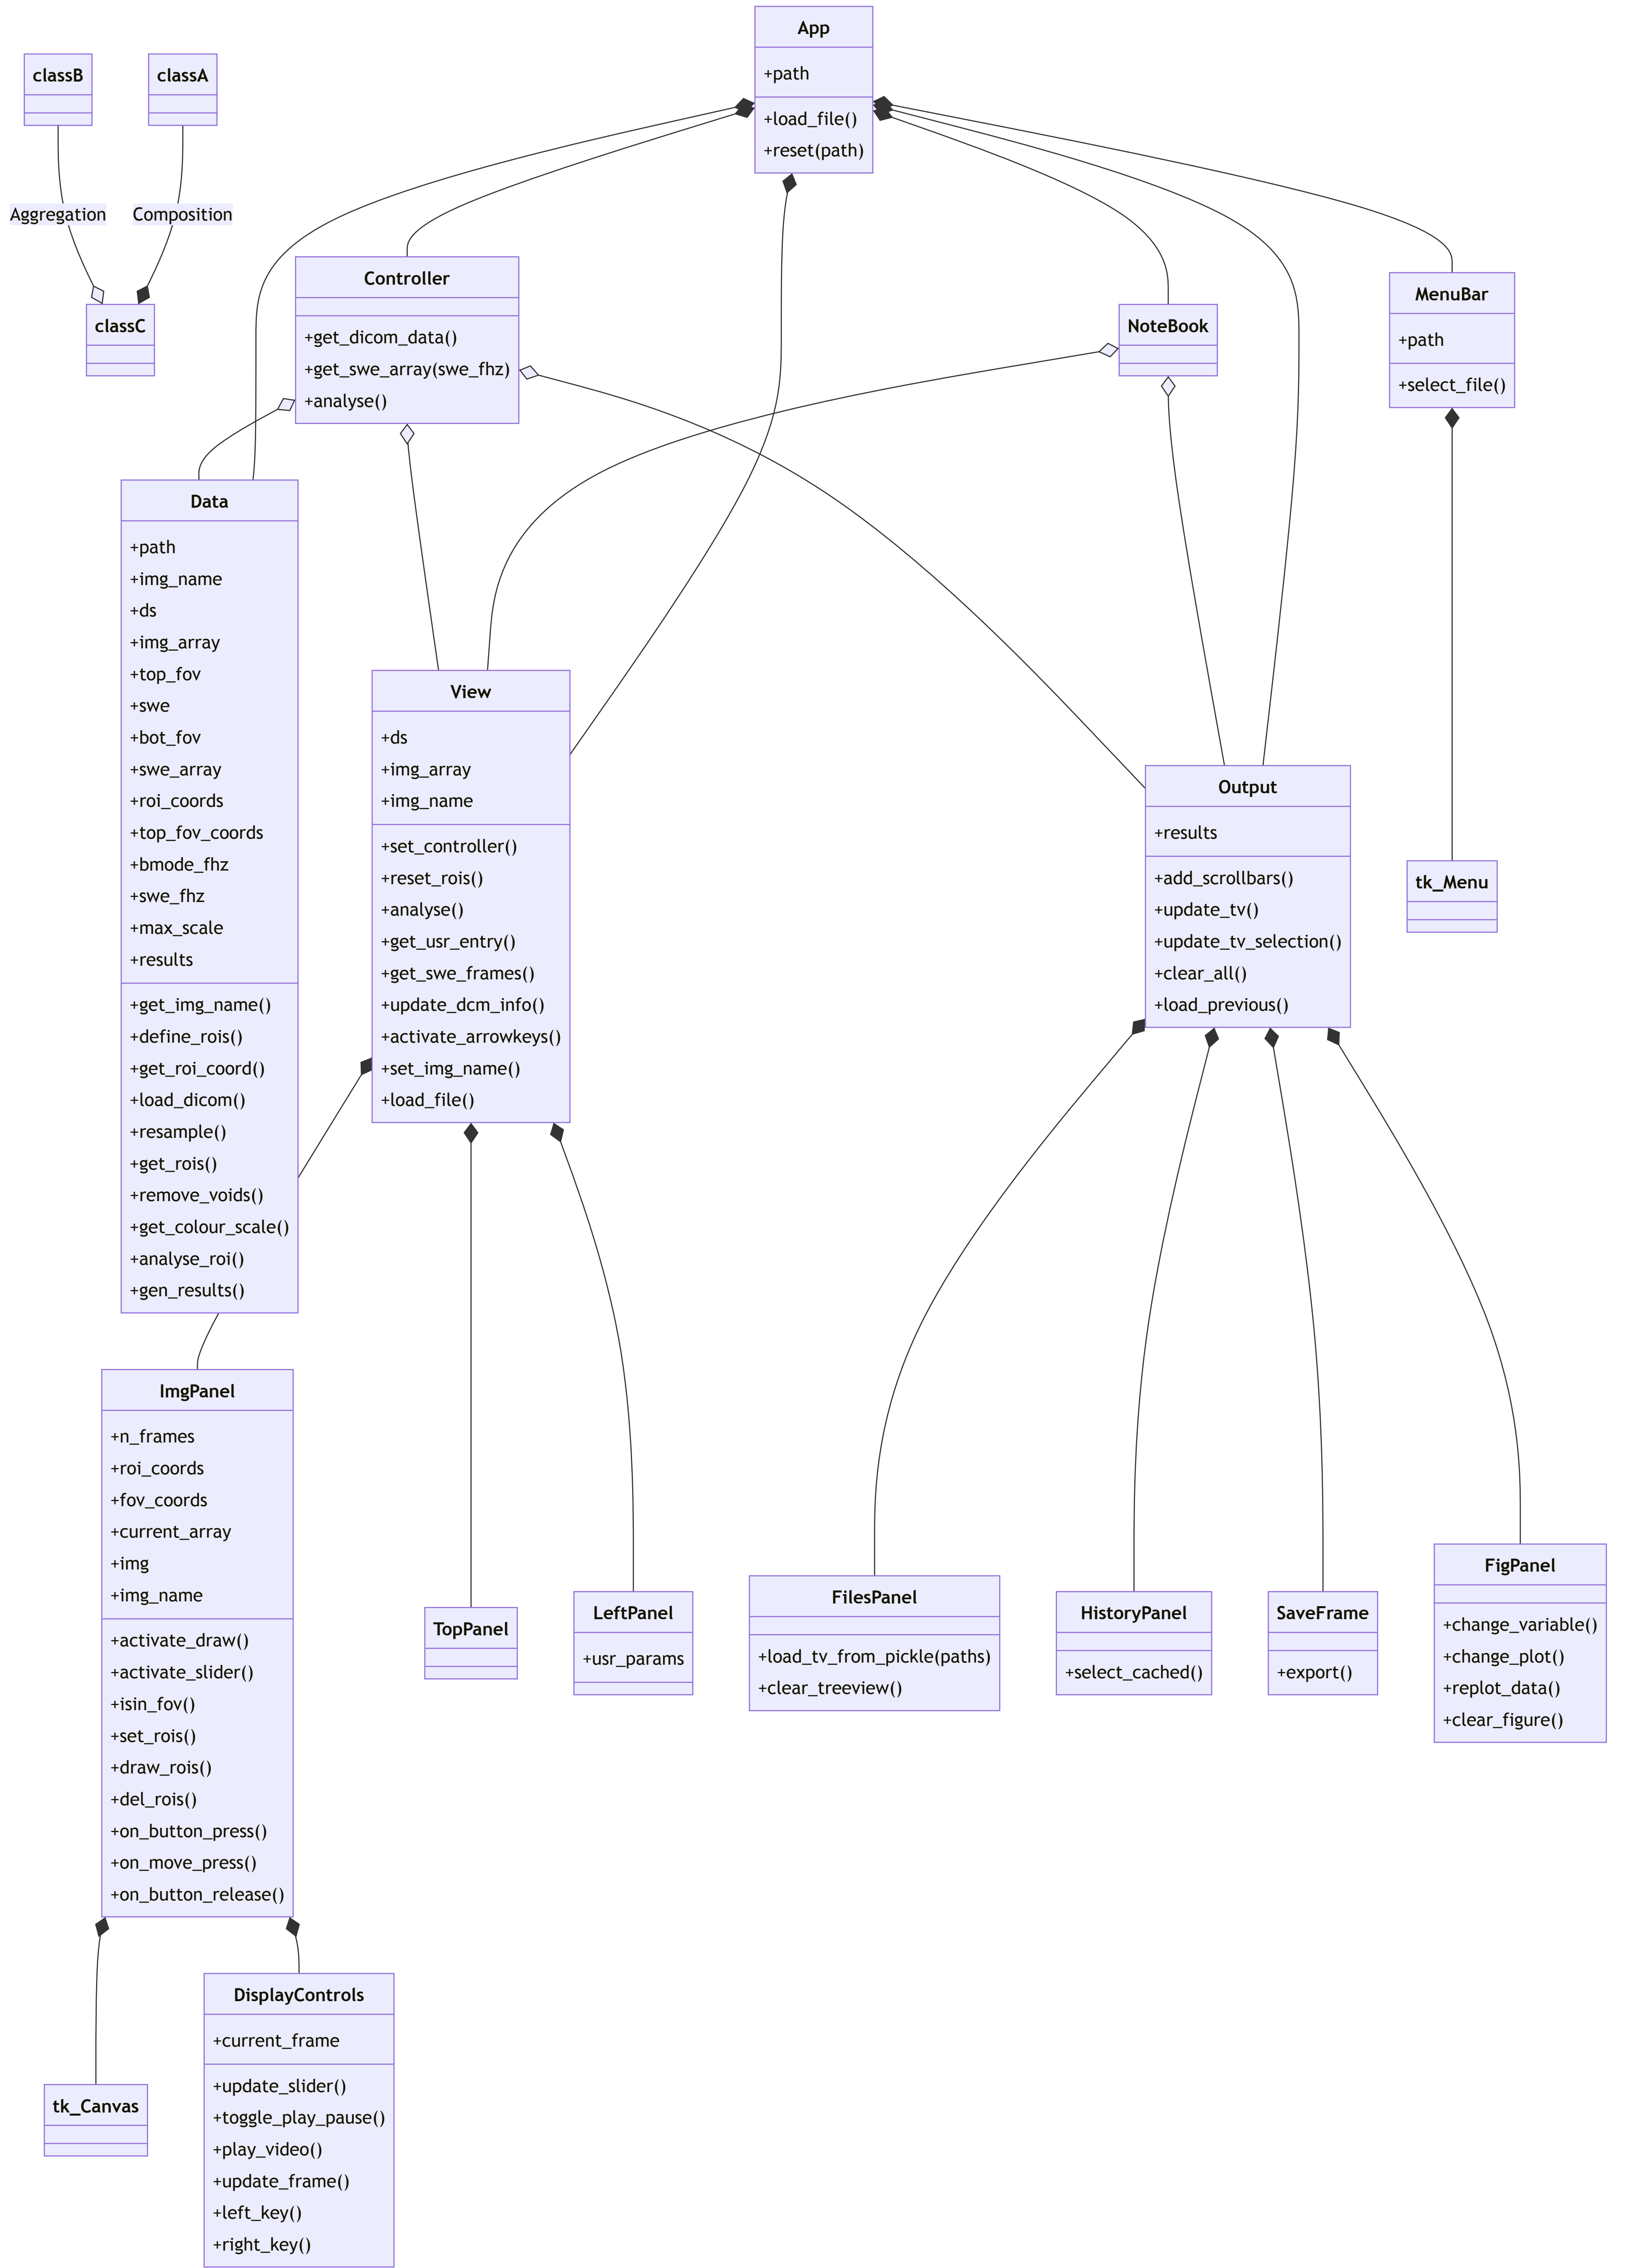 App
+path
+load_file()
+reset(path)
classB
classA
Aggregation
Composition
classC
Controller
+get_dicom_data()
+get_swe_array(swe_fhz)
+analyse()
NoteBook
MenuBar
+path
+select_file()
Data
+path
+img_name
+ds
+img_array
+top_fov
+swe
+bot_fov
+swe_array
+roi_coords
+top_fov_coords
+bmode_fhz
+swe_fhz
+max_scale
+results
+get_img_name()
+define_rois()
+get_roi_coord()
+load_dicom()
+resample()
+get_rois()
+remove_voids()
+get_colour_scale()
+analyse_roi()
+gen_results()
View
+ds
+img_array
+img_name
+set_controller()
+reset_rois()
+analyse()
+get_usr_entry()
+get_swe_frames()
+update_dcm_info()
+activate_arrowkeys()
+set_img_name()
+load_file()
Output
+results
+add_scrollbars()
+update_tv()
+update_tv_selection()
+clear_all()
+load_previous()
tk_Menu
ImgPanel
+n_frames
+roi_coords
+fov_coords
+current_array
+img
+img_name
+activate_draw()
+activate_slider()
+isin_fov()
+set_rois()
+draw_rois()
+del_rois()
+on_button_press()
+on_move_press()
+on_button_release()
TopPanel
LeftPanel
+usr_params
FilesPanel
+load_tv_from_pickle(paths)
+clear_treeview()
HistoryPanel
+select_cached()
SaveFrame
+export()
FigPanel
+change_variable()
+change_plot()
+replot_data()
+clear_figure()
tk_Canvas
DisplayControls
+current_frame
+update_slider()
+toggle_play_pause()
+play_video()
+update_frame()
+left_key()
+right_key()